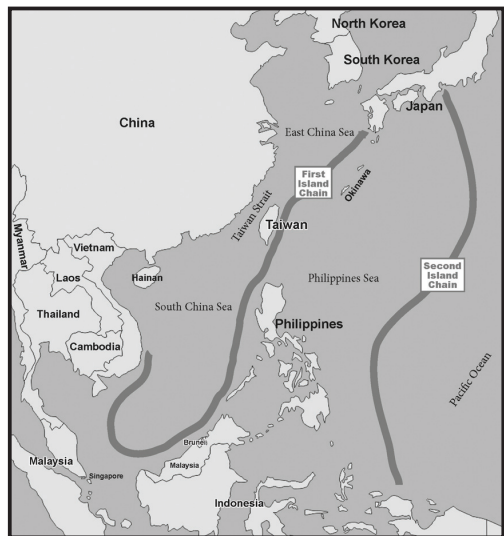 North Korea
South Korea
Japan
China
East China Sea
First
Island
Chain
Okinawa
Taiwan Strait
Taiwan
Myanmar
Vietnam
Hainan
Laos
Thailand
Cambodia
South China Sea
Philippines Sea
Philippines
Second
Island
Chain
Pacific Ocean
Brunei
Malaysia
Malaysia
Singapore
Indonesia